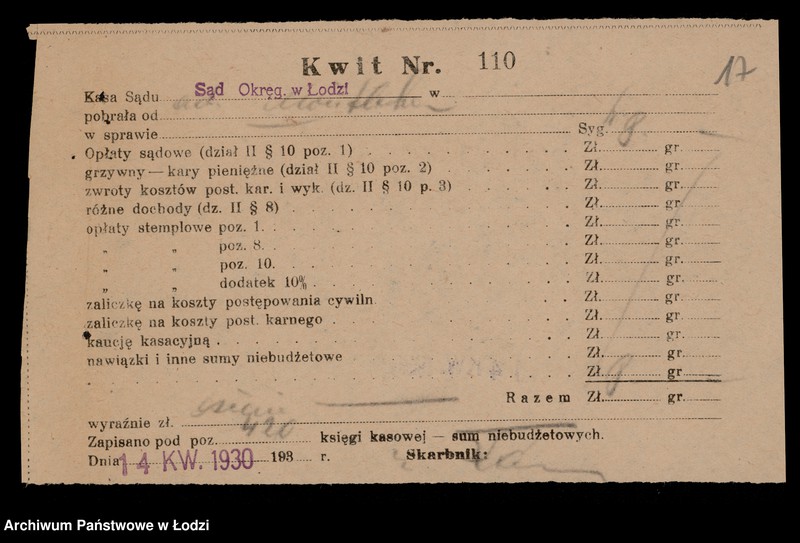 Kwit Nr. 110
17
Kasa Sądu Sąd Okręg. w Łodzi w
pobrała od
w sprawie Syg.
Opłaty sądowe (dział II § 10 poz. 1) Zł. gr.
grzywny — kary pieniężne (dział II § 10 poz. 2) Zł. gr.
zwroty kosztów post. kar. i wyk. (dz. II § 10 p. 3) Zł. gr.
różne dochody (dz. II § 8) Zł. gr.
opłaty stemplowe poz. 1. Zł. gr.
„ „ poz. 8. Zł. gr.
„ „ poz. 10. Zł. gr.
„ „ dodatek 10% Zł. gr.
zaliczkę na koszty postępowania cywiln. Zł. gr.
zaliczkę na koszty post. karnego Zł. gr.
kaucję kasacyjną Zł. gr.
nawiązki i inne sumy niebudżetowe Zł. gr.
Zł. gr.
Razem Zł. 8 gr.
wyraźnie zł. osiem
Zapisano pod poz. 420 księgi kasowej — sum niebudżetowych.
Dnia 14 KW. 1930 193 r. Skarbnik:
Archiwum Państwowe w Łodzi